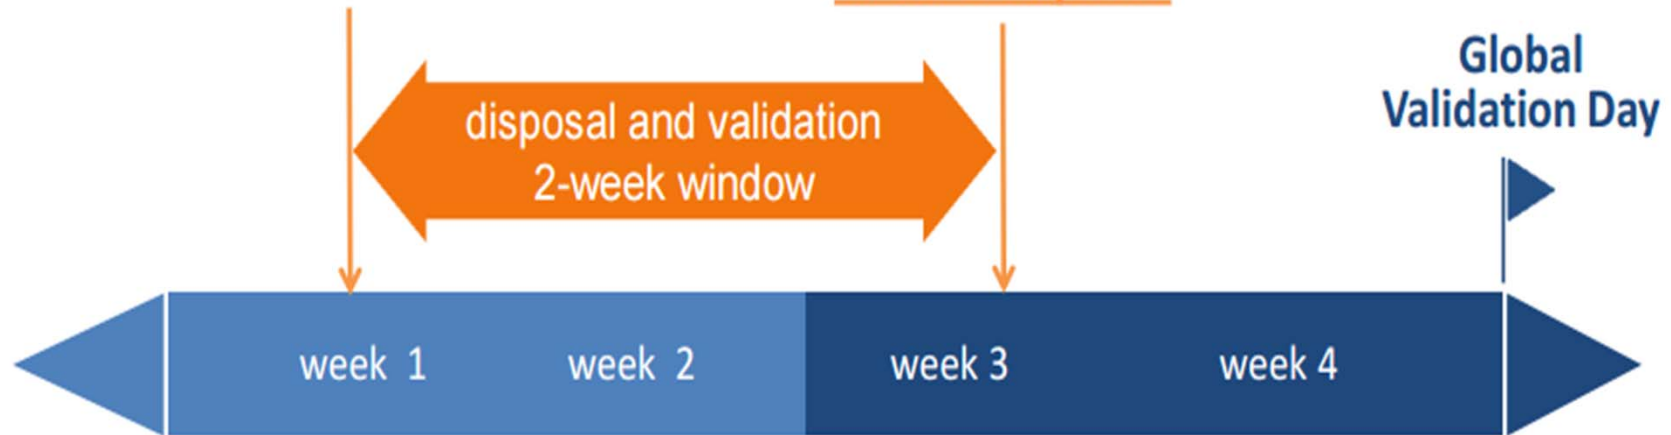 Global
Validation Day
disposal and validation
2-week window
week 1
week 2
week 3
week 4